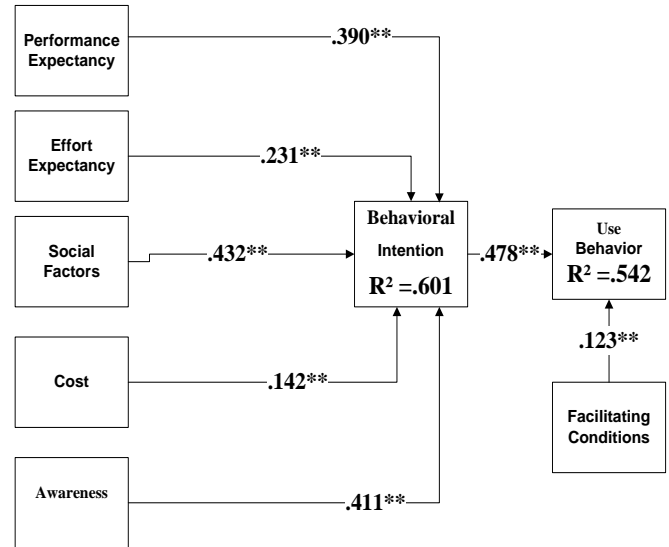 Performance
Expectancy
.390**
Effort
Expectancy
.231**
Social
Factors
.432**
Behavioral
Intention
R² =.601
.478**
Use
Behavior
R² =.542
.123**
Cost
.142**
Facilitating
Conditions
Awareness
.411**